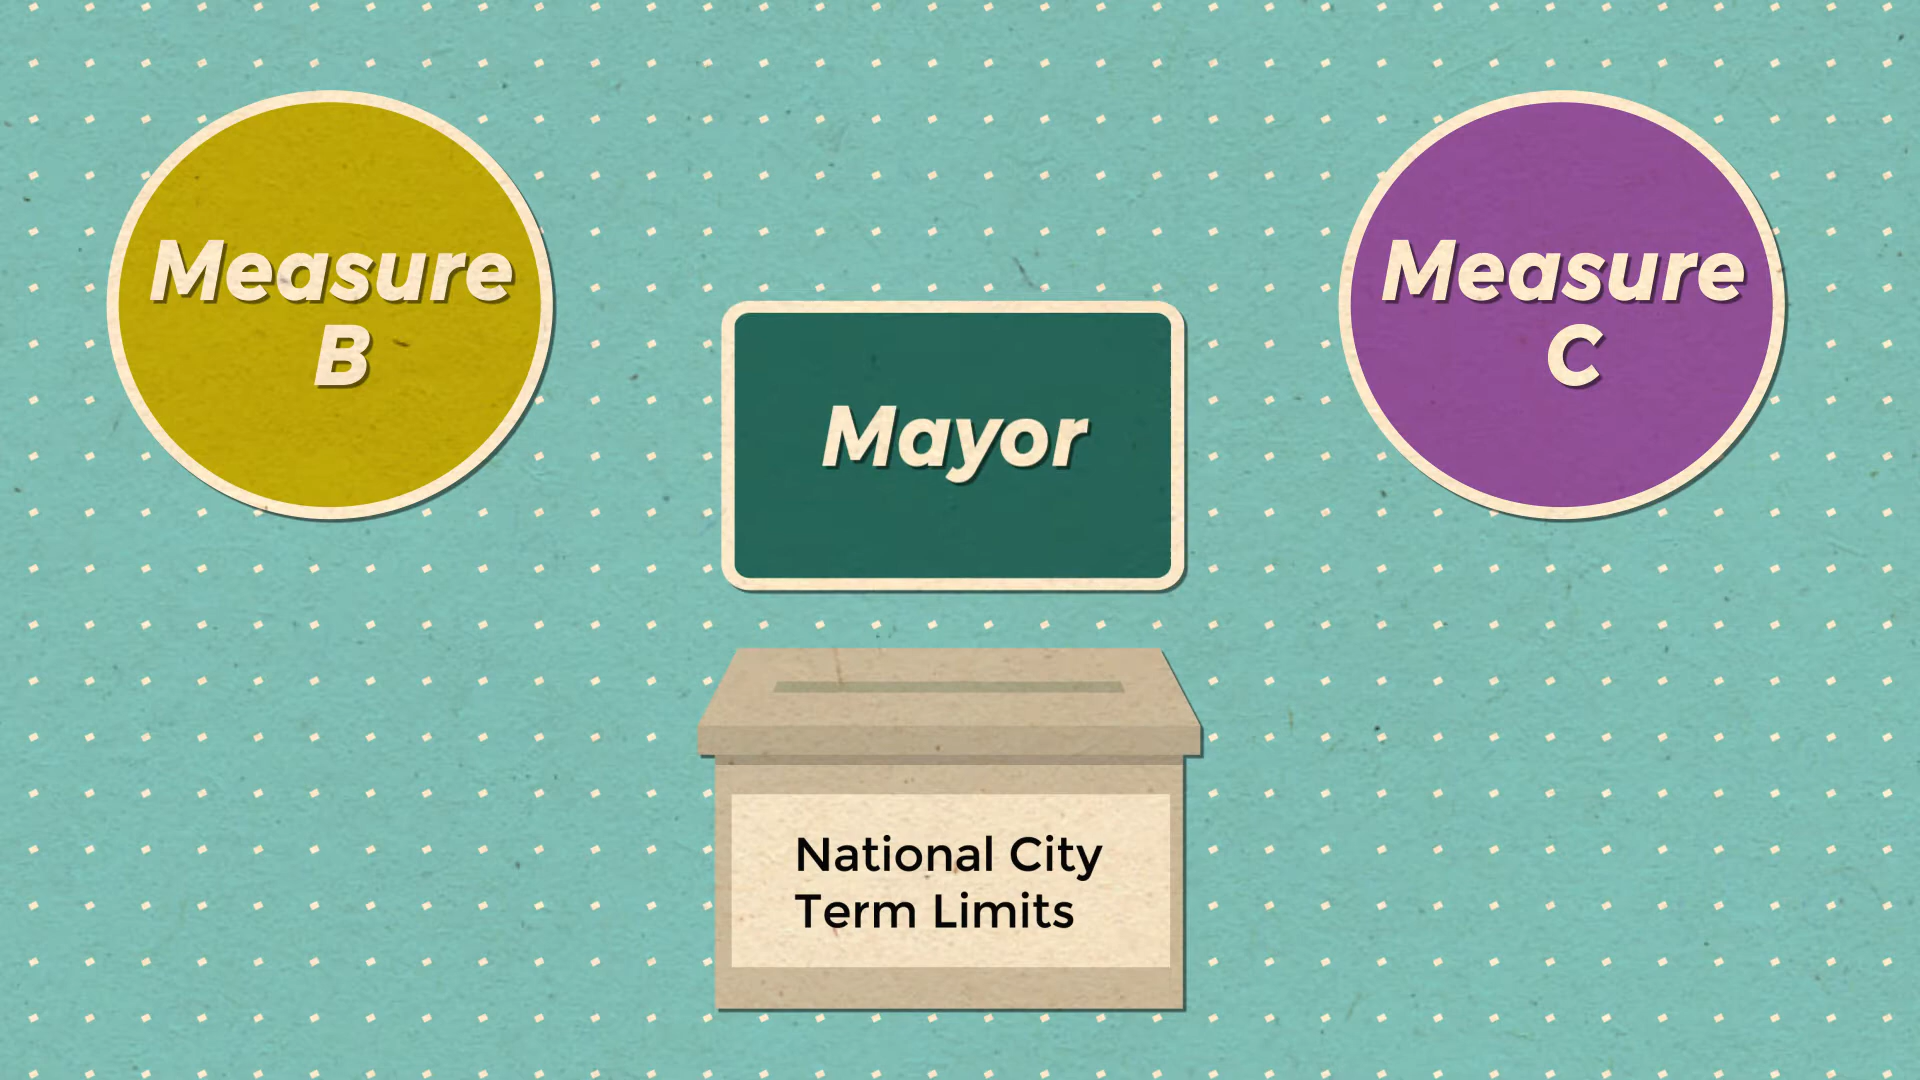 Measure
B
Mayor
Measure
C
National City
Term Limits